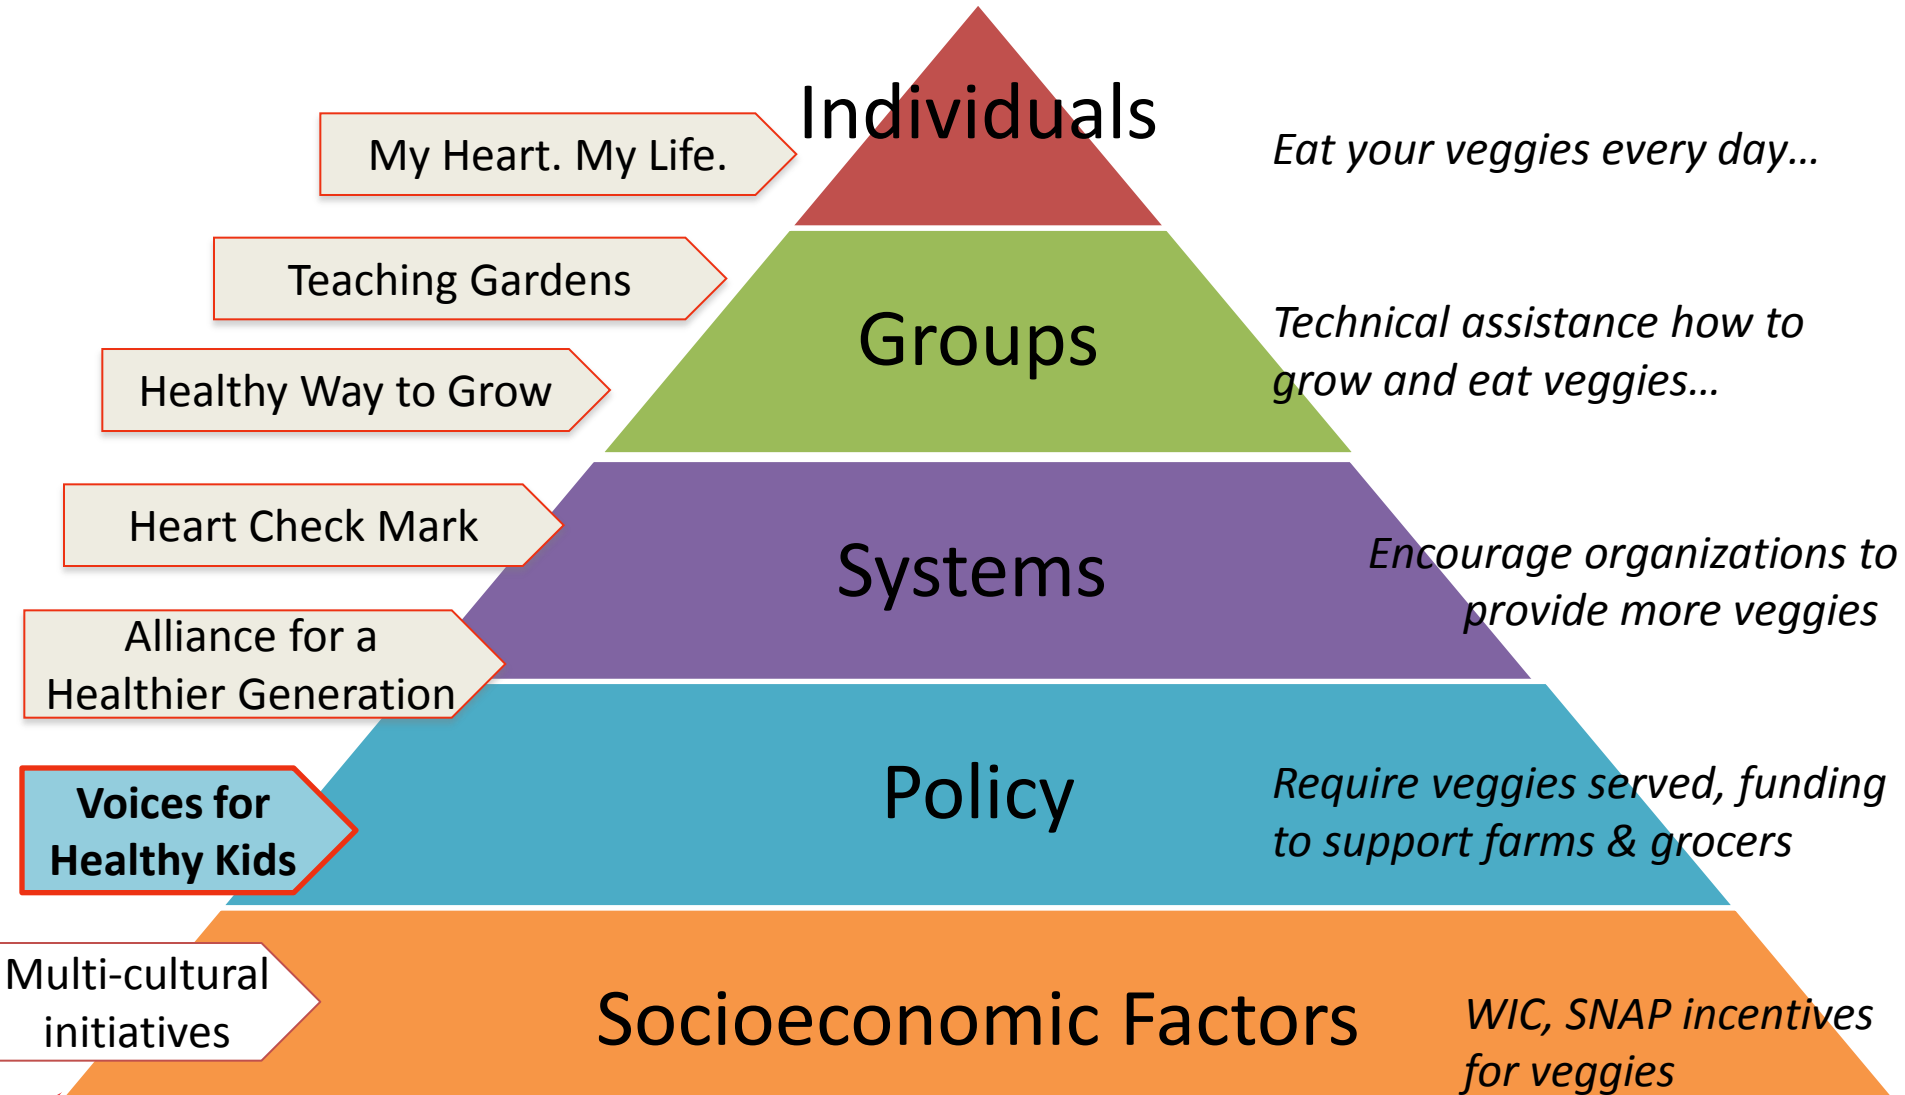 Individuals
My Heart. My Life.
Eat your veggies every day...
Teaching Gardens
Groups
Technical assistance how to
grow and eat veggies...
Healthy Way to Grow
Heart Check Mark
Systems
Encourage organizations to
provide more veggies
Alliance for a
Healthier Generation
Policy
Require veggies served, funding
to support farms & grocers
Voices for
Healthy Kids
Multi-cultural
initiatives
Socioeconomic Factors
WIC, SNAP incentives
for veggies